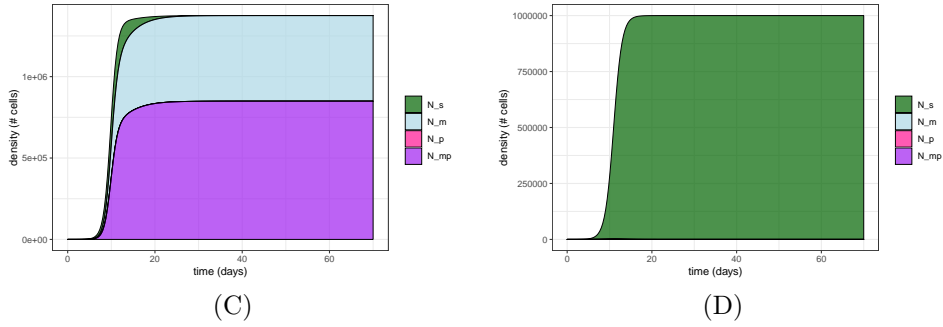 density (# cells)
1e+06
5e+05
0e+00
0
20
40
60
time (days)
N_s
N_m
N_p
N_mp
(C)
density (# cells)
1000000
750000
500000
250000
0
0
20
40
60
time (days)
N_s
N_m
N_p
N_mp
(D)